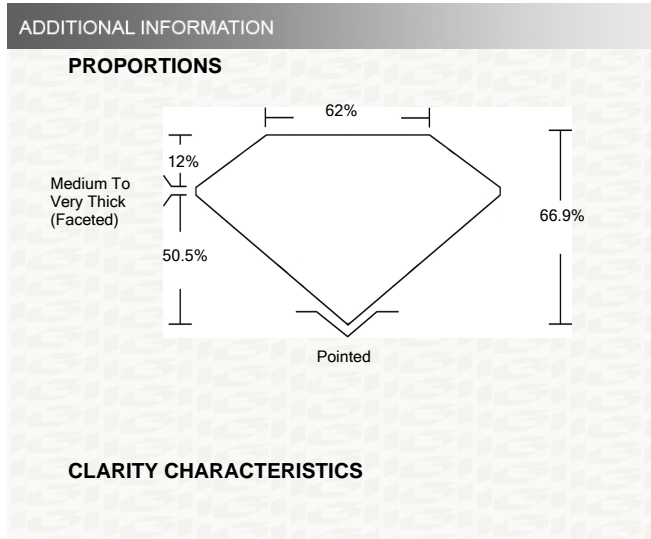 ADDITIONAL INFORMATION
PROPORTIONS
62%
12%
Medium To
Very Thick
(Faceted)
66.9%
50.5%
Pointed
CLARITY CHARACTERISTICS